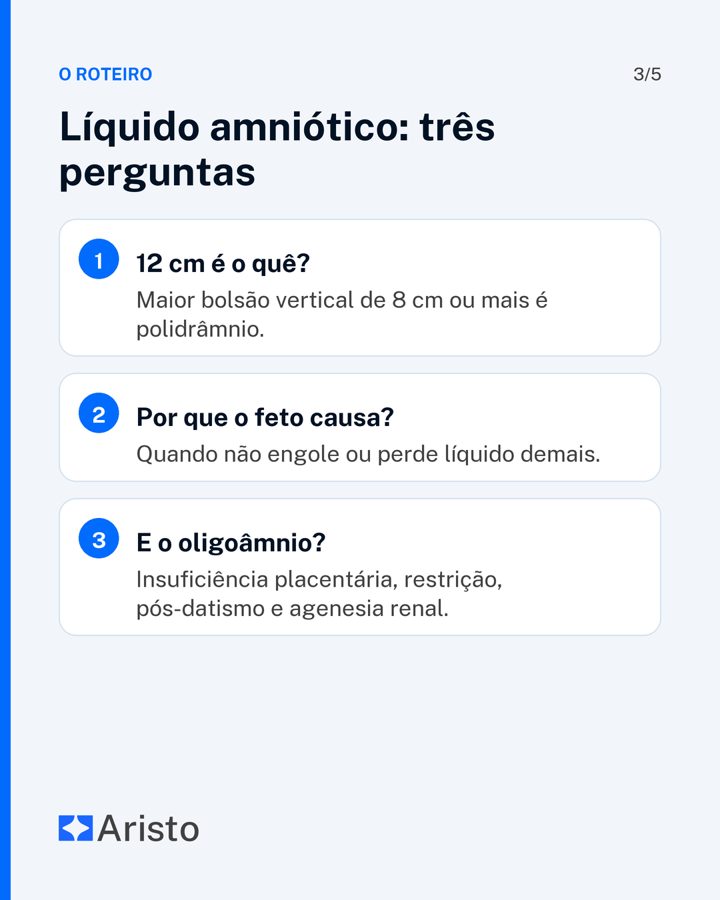 O ROTEIRO
3/5
Líquido amniótico: três
perguntas
1
12 cm é o quê?
Maior bolsão vertical de 8 cm ou mais é
polidrâmnio.
2
Por que o feto causa?
Quando não engole ou perde líquido demais.
3
E o oligoâmnio?
Insuficiência placentária, restrição,
pós-datismo e agenesia renal.
Aristo